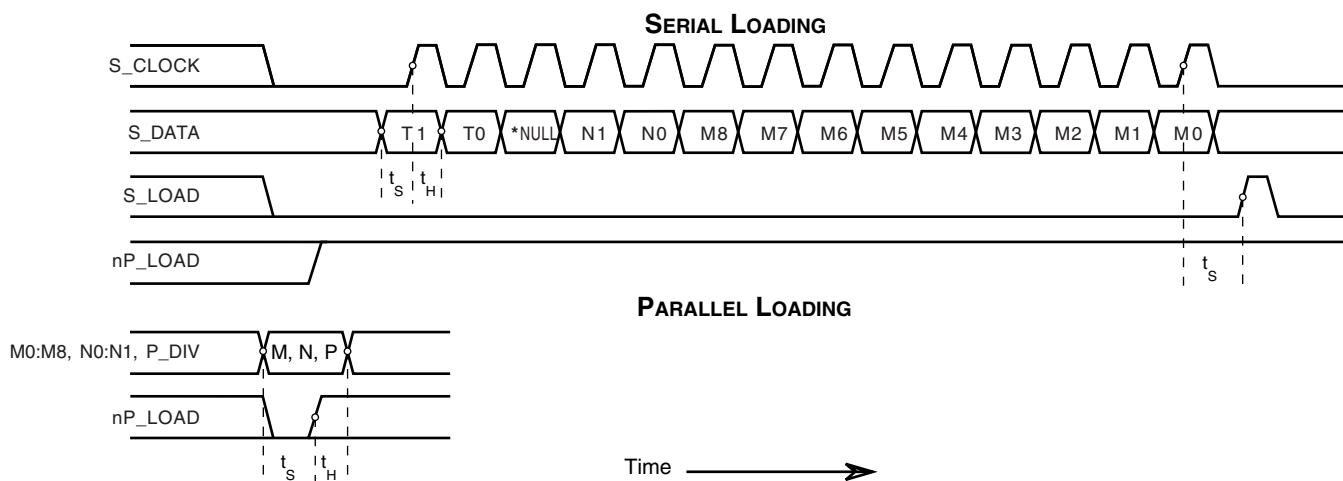 SERIAL LOADING
S_CLOCK
S_DATA T1 T0 *NULL N1 N0 M8 M7 M6 M5 M4 M3 M2 M1 M0
tS tH
S_LOAD
nP_LOAD
tS
PARALLEL LOADING
M0:M8, N0:N1, P_DIV M, N, P
nP_LOAD
tS tH
Time